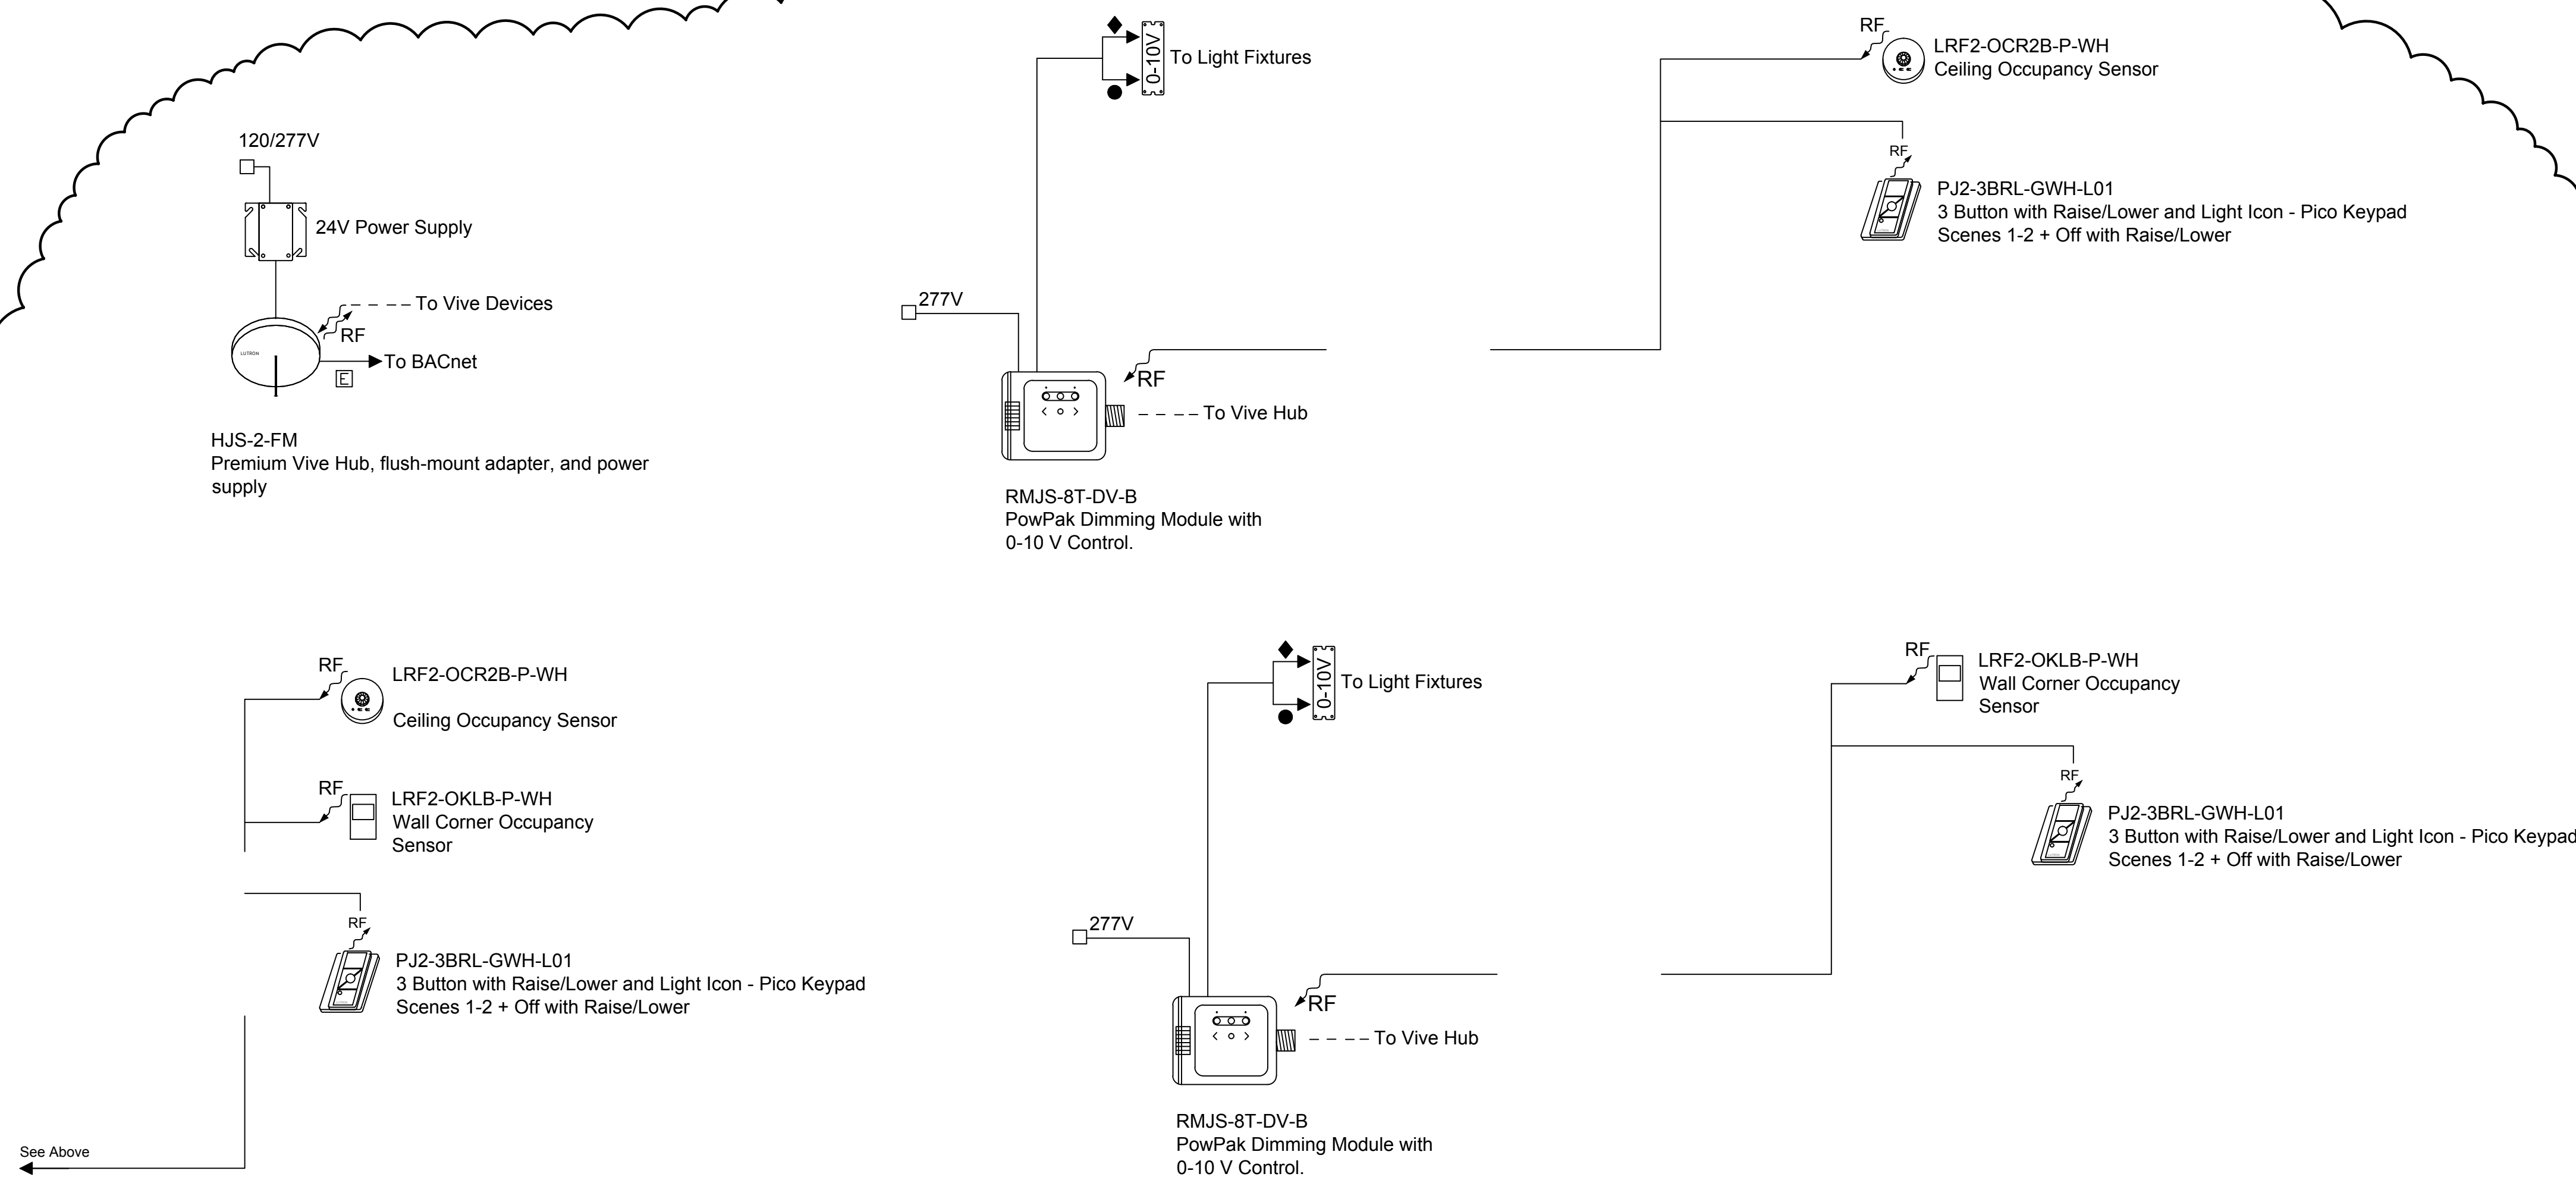 120/277V
24V Power Supply
To Vive Devices
RF
LUTRON
To BACnet
E
HJS-2-FM
Premium Vive Hub, flush-mount adapter, and power
supply
0-10V
To Light Fixtures
277V
RF
To Vive Hub
RMJS-8T-DV-B
PowPak Dimming Module with
0-10 V Control.
RF
LRF2-OCR2B-P-WH
Ceiling Occupancy Sensor
RF
PJ2-3BRL-GWH-L01
3 Button with Raise/Lower and Light Icon - Pico Keypad
Scenes 1-2 + Off with Raise/Lower
RF
LRF2-OCR2B-P-WH
Ceiling Occupancy Sensor
RF
LRF2-OKLB-P-WH
Wall Corner Occupancy
Sensor
RF
PJ2-3BRL-GWH-L01
3 Button with Raise/Lower and Light Icon - Pico Keypad
Scenes 1-2 + Off with Raise/Lower
See Above
0-10V
To Light Fixtures
277V
RF
To Vive Hub
RMJS-8T-DV-B
PowPak Dimming Module with
0-10 V Control.
RF
LRF2-OKLB-P-WH
Wall Corner Occupancy
Sensor
RF
PJ2-3BRL-GWH-L01
3 Button with Raise/Lower and Light Icon - Pico Keypad
Scenes 1-2 + Off with Raise/Lower